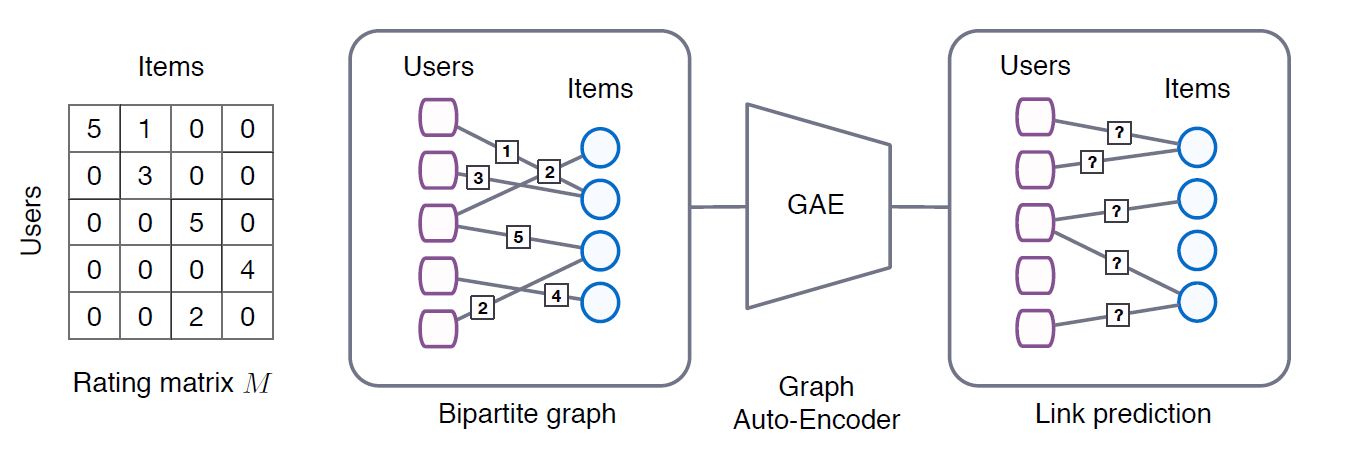 Items
Users
5 1 0 0
0 3 0 0
0 0 5 0
0 0 0 4
0 0 2 0
Rating matrix M
Users
Items
1
3
2
5
4
2
Bipartite graph
GAE
Graph
Auto-Encoder
Users
Items
?
?
?
?
?
Link prediction